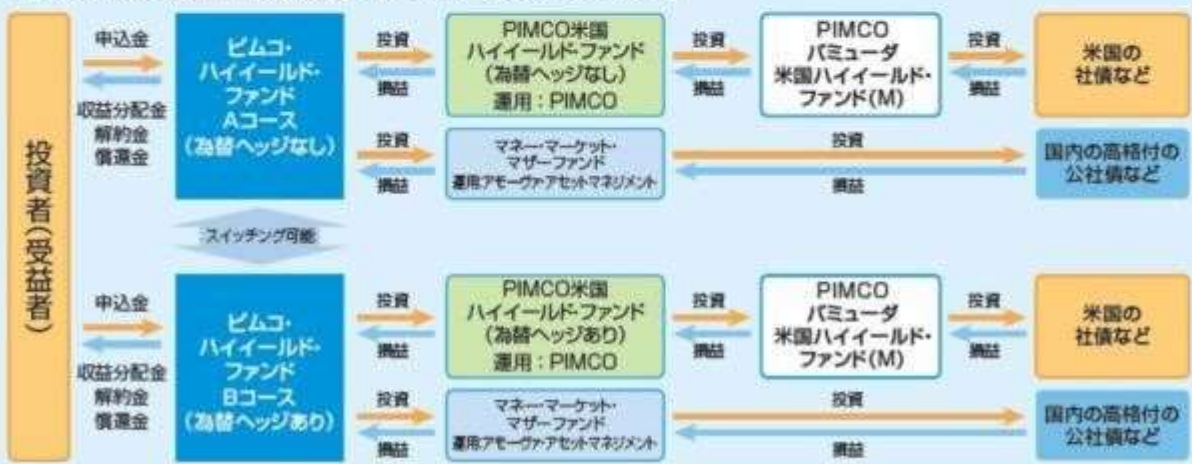 投資者(受益者)
申込金
収益分配金
解約金
償還金
ピムコ・
ハイイールド・
ファンド
Aコース
(為替ヘッジなし)
投資
損益
PIMCO米国
ハイイールド・ファンド
(為替ヘッジなし)
運用:PIMCO
投資
損益
PIMCO
バミューダ
米国ハイイールド・
ファンド(M)
投資
損益
米国の
社債など
投資
損益
マネー・マーケット・
マザーファンド
運用アモーヴァ・アセットマネジメント
投資
損益
国内の高格付の
公社債など
スイッチング可能
申込金
収益分配金
解約金
償還金
ピムコ・
ハイイールド・
ファンド
Bコース
(為替ヘッジあり)
投資
損益
PIMCO米国
ハイイールド・ファンド
(為替ヘッジあり)
運用:PIMCO
投資
損益
PIMCO
バミューダ
米国ハイイールド・
ファンド(M)
投資
損益
米国の
社債など
投資
損益
マネー・マーケット・
マザーファンド
運用アモーヴァ・アセットマネジメント
投資
損益
国内の高格付の
公社債など